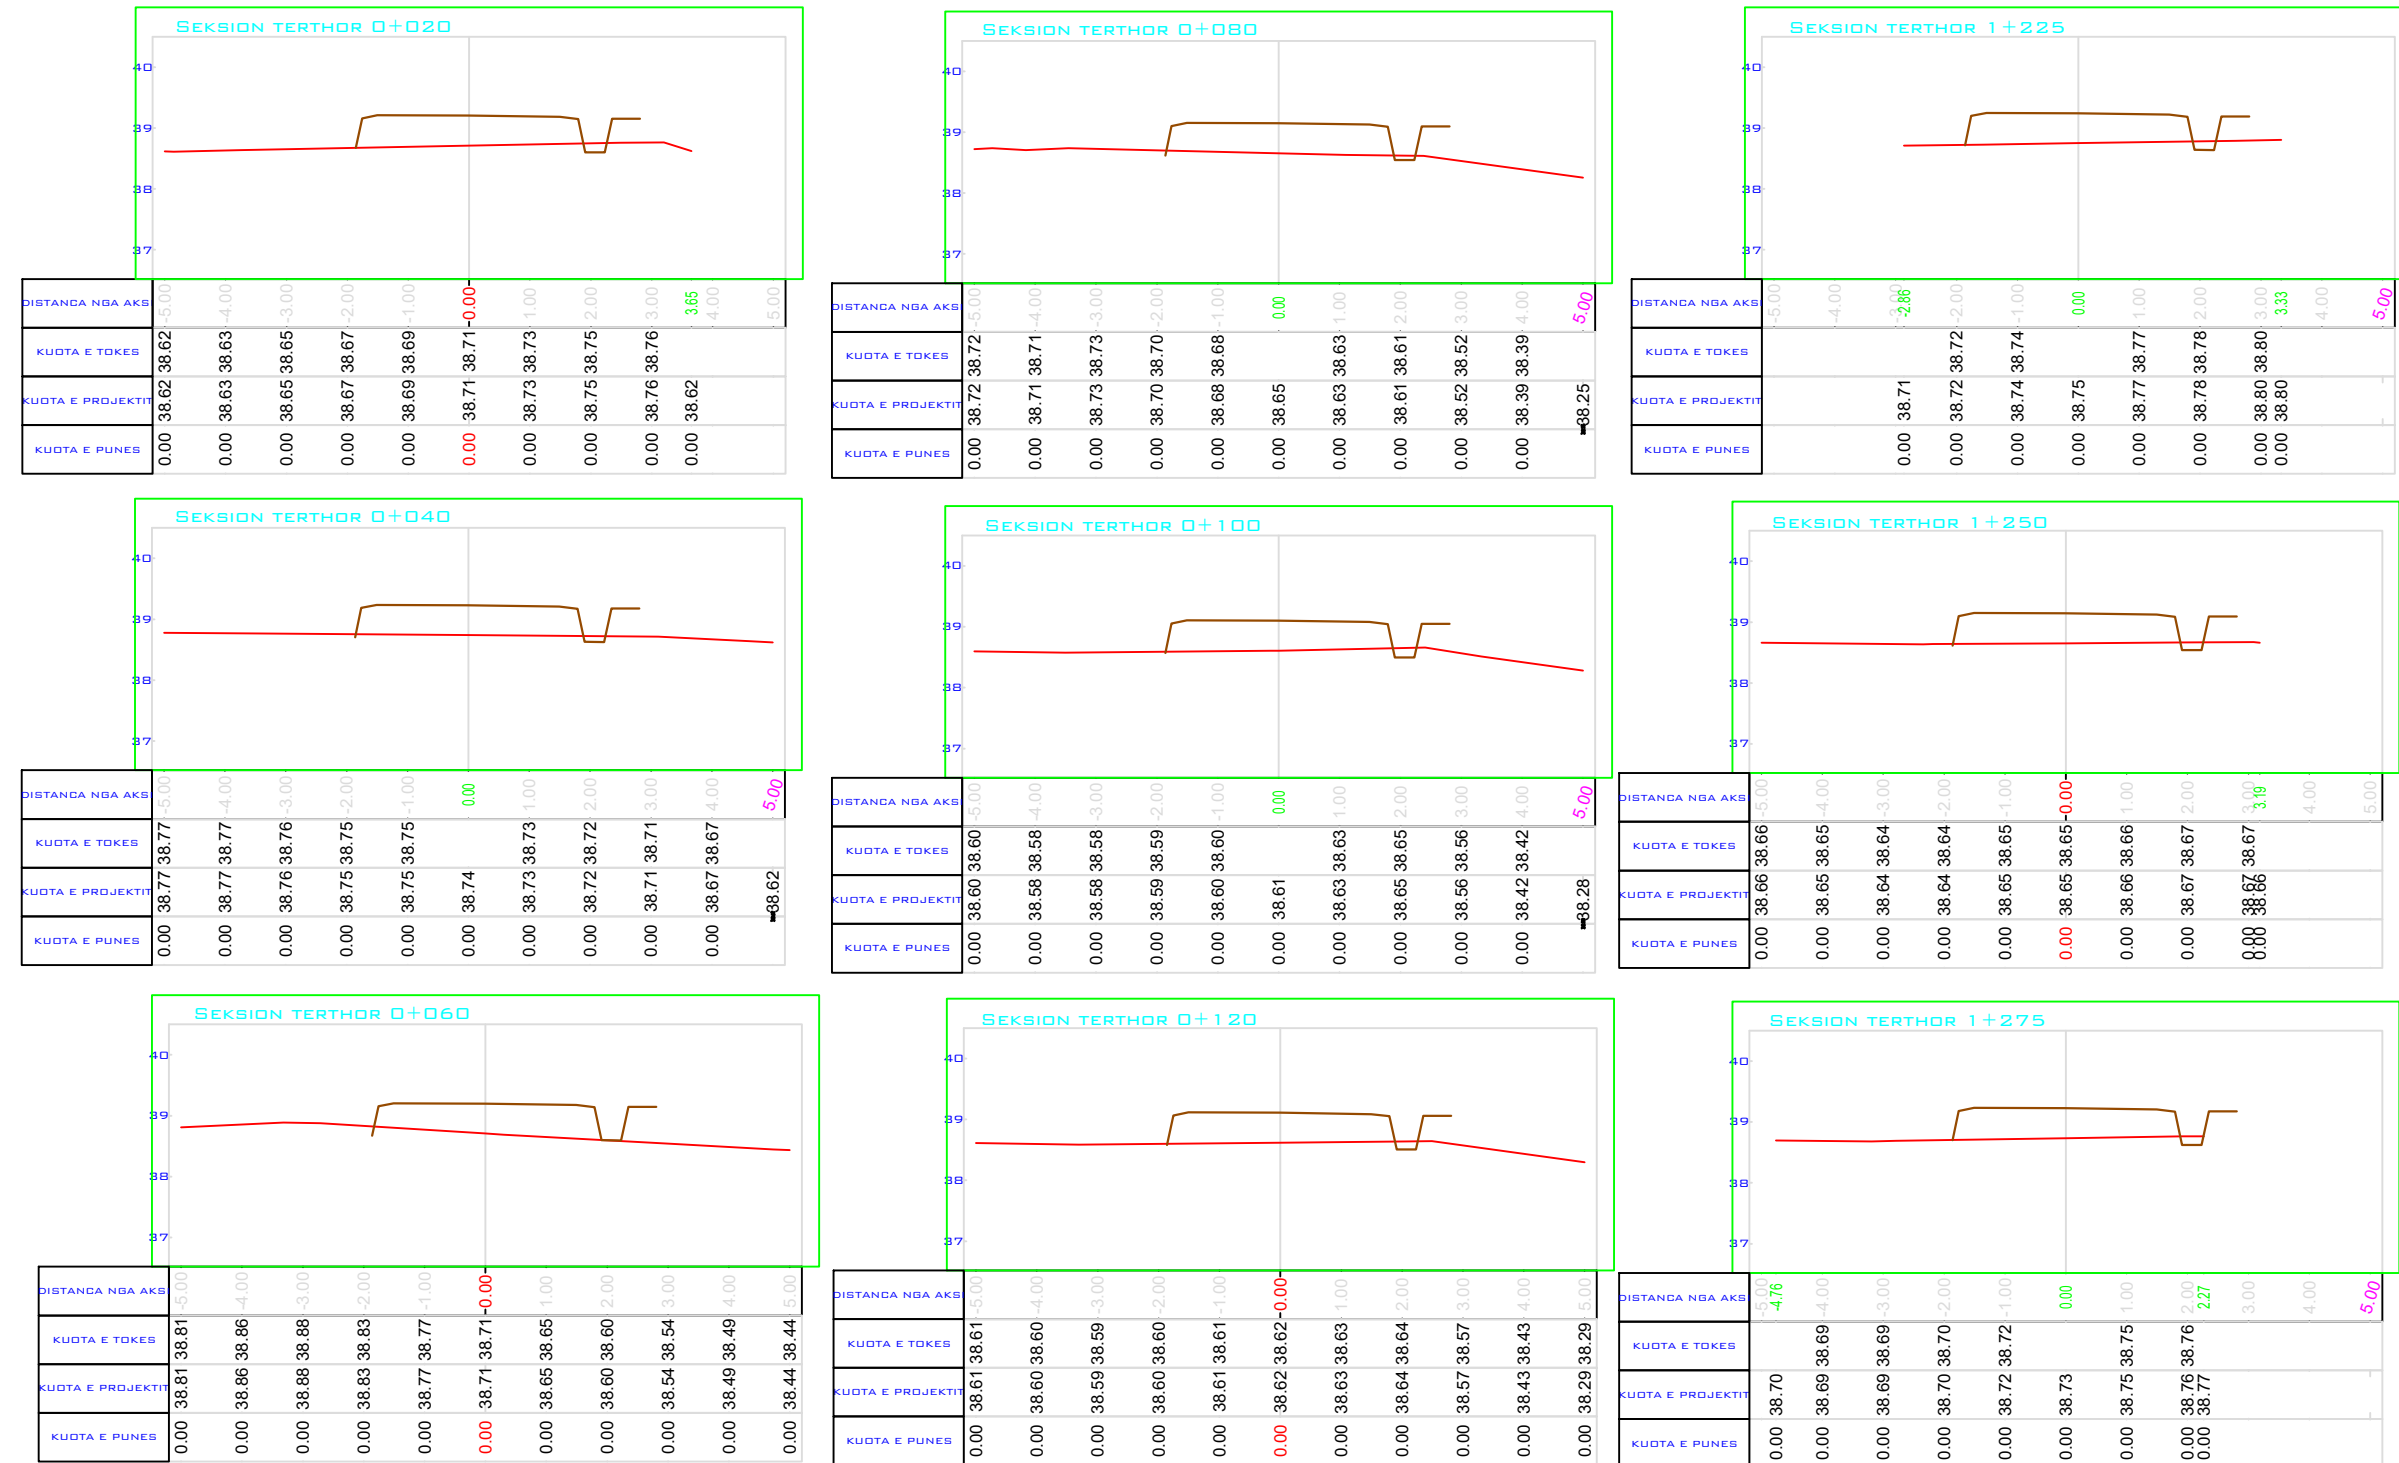 SEKSION TERTHOR 0+020
40
39
38
37
DISTANCA NGA AKSI -5.00 -4.00 -3.00 -2.00 -1.00 -0.00 1.00 2.00 3.00 3.65 4.00 5.00
KUOTA E TOKES 38.62 38.63 38.65 38.67 38.69 38.71 38.73 38.75 38.76
KUOTA E PROJEKTIT 38.62 38.63 38.65 38.67 38.69 38.71 38.73 38.75 38.76 38.62
KUOTA E PUNES 0.00 0.00 0.00 0.00 0.00 0.00 0.00 0.00 0.00 0.00
SEKSION TERTHOR 0+080
40
39
38
37
DISTANCA NGA AKSI -5.00 -4.00 -3.00 -2.00 -1.00 0.00 1.00 2.00 3.00 4.00 5.00
KUOTA E TOKES 38.72 38.71 38.73 38.70 38.68 38.63 38.61 38.52 38.39
KUOTA E PROJEKTIT 38.72 38.71 38.73 38.70 38.68 38.65 38.63 38.61 38.52 38.39 38.25
KUOTA E PUNES 0.00 0.00 0.00 0.00 0.00 0.00 0.00 0.00 0.00 0.00
SEKSION TERTHOR 1+225
40
39
38
37
DISTANCA NGA AKSI -5.00 -4.00 -3.00 -2.86 -2.00 -1.00 0.00 1.00 2.00 3.00 3.33 4.00 5.00
KUOTA E TOKES 38.72 38.74 38.77 38.78 38.80
KUOTA E PROJEKTIT 38.71 38.72 38.74 38.75 38.77 38.78 38.80 38.80
KUOTA E PUNES 0.00 0.00 0.00 0.00 0.00 0.00 0.00 0.00
SEKSION TERTHOR 0+040
40
39
38
37
DISTANCA NGA AKSI -5.00 -4.00 -3.00 -2.00 -1.00 0.00 1.00 2.00 3.00 4.00 5.00
KUOTA E TOKES 38.77 38.77 38.76 38.75 38.75 38.73 38.72 38.71 38.67
KUOTA E PROJEKTIT 38.77 38.77 38.76 38.75 38.75 38.74 38.73 38.72 38.71 38.67 38.62
KUOTA E PUNES 0.00 0.00 0.00 0.00 0.00 0.00 0.00 0.00 0.00 0.00
SEKSION TERTHOR 0+100
40
39
38
37
DISTANCA NGA AKSI -5.00 -4.00 -3.00 -2.00 -1.00 0.00 1.00 2.00 3.00 4.00 5.00
KUOTA E TOKES 38.60 38.58 38.58 38.59 38.60 38.63 38.65 38.56 38.42
KUOTA E PROJEKTIT 38.60 38.58 38.58 38.59 38.60 38.61 38.63 38.65 38.56 38.42 38.28
KUOTA E PUNES 0.00 0.00 0.00 0.00 0.00 0.00 0.00 0.00 0.00 0.00
SEKSION TERTHOR 1+250
40
39
38
37
DISTANCA NGA AKSI -5.00 -4.00 -3.00 -2.00 -1.00 -0.00 1.00 2.00 3.00 3.19 4.00 5.00
KUOTA E TOKES 38.66 38.65 38.64 38.64 38.65 38.65 38.66 38.67 38.67
KUOTA E PROJEKTIT 38.66 38.65 38.64 38.64 38.65 38.65 38.66 38.67 38.67 38.66
KUOTA E PUNES 0.00 0.00 0.00 0.00 0.00 0.00 0.00 0.00 0.00 0.00
SEKSION TERTHOR 0+060
40
39
38
37
DISTANCA NGA AKSI -5.00 -4.00 -3.00 -2.00 -1.00 -0.00 1.00 2.00 3.00 4.00 5.00
KUOTA E TOKES 38.81 38.86 38.88 38.83 38.77 38.71 38.65 38.60 38.54 38.49 38.44
KUOTA E PROJEKTIT 38.81 38.86 38.88 38.83 38.77 38.71 38.65 38.60 38.54 38.49 38.44
KUOTA E PUNES 0.00 0.00 0.00 0.00 0.00 0.00 0.00 0.00 0.00 0.00 0.00
SEKSION TERTHOR 0+120
40
39
38
37
DISTANCA NGA AKSI -5.00 -4.00 -3.00 -2.00 -1.00 -0.00 1.00 2.00 3.00 4.00 5.00
KUOTA E TOKES 38.61 38.60 38.59 38.60 38.61 38.62 38.63 38.64 38.57 38.43 38.29
KUOTA E PROJEKTIT 38.61 38.60 38.59 38.60 38.61 38.62 38.63 38.64 38.57 38.43 38.29
KUOTA E PUNES 0.00 0.00 0.00 0.00 0.00 0.00 0.00 0.00 0.00 0.00 0.00
SEKSION TERTHOR 1+275
40
39
38
37
DISTANCA NGA AKSI -5.00 -4.76 -4.00 -3.00 -2.00 -1.00 0.00 1.00 2.00 2.27 3.00 4.00 5.00
KUOTA E TOKES 38.69 38.69 38.70 38.72 38.75 38.76
KUOTA E PROJEKTIT 38.70 38.69 38.69 38.70 38.72 38.73 38.75 38.76 38.77
KUOTA E PUNES 0.00 0.00 0.00 0.00 0.00 0.00 0.00 0.00 0.00